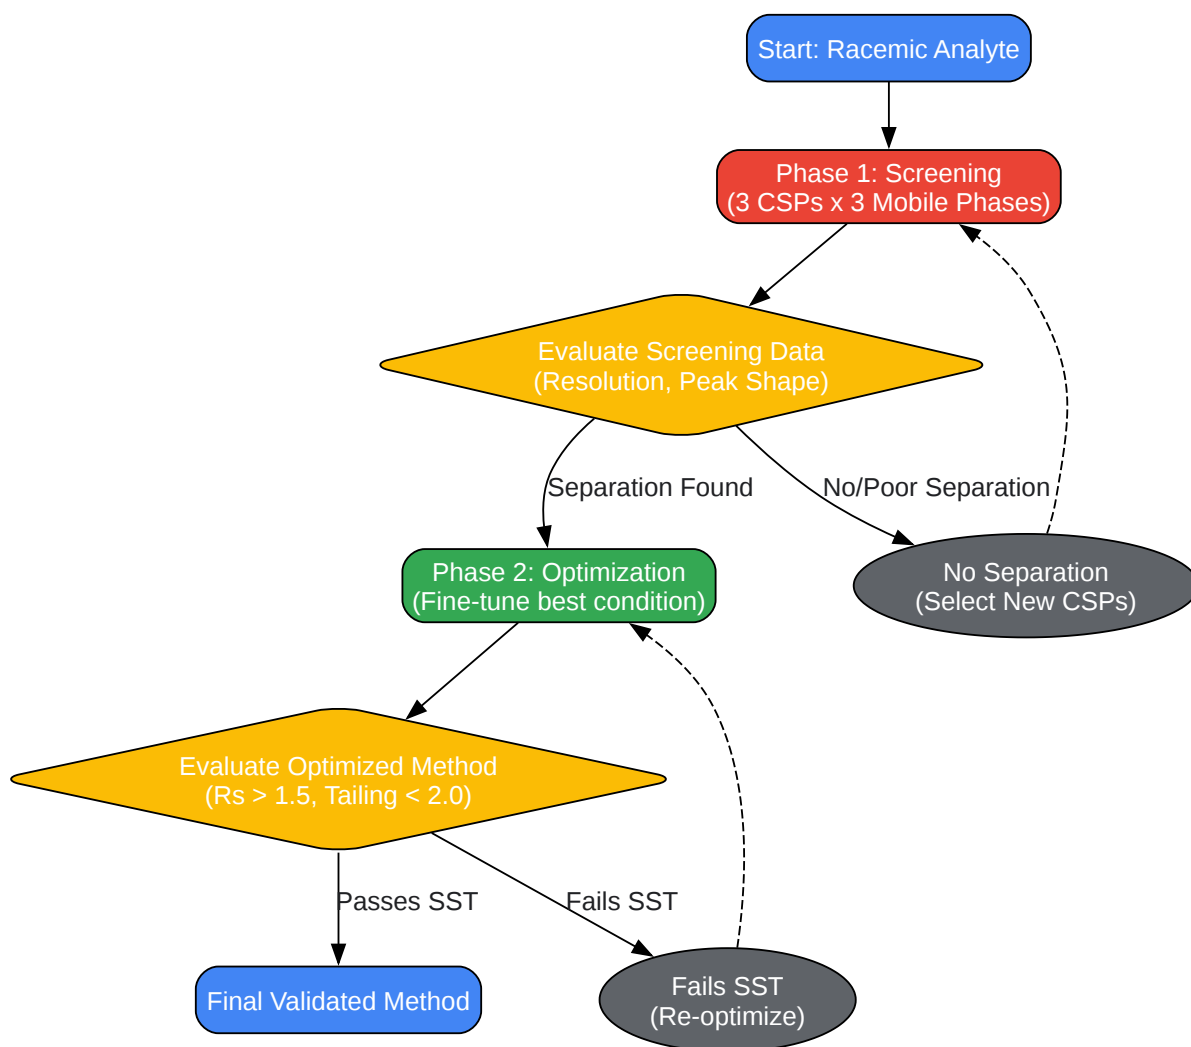 Start: Racemic Analyte
Phase 1: Screening
(3 CSPs x 3 Mobile Phases)
Evaluate Screening Data
(Resolution, Peak Shape)
Separation Found
No/Poor Separation
Phase 2: Optimization
(Fine-tune best condition)
No Separation
(Select New CSPs)
Evaluate Optimized Method
(Rs > 1.5, Tailing < 2.0)
Passes SST
Fails SST
Final Validated Method
Fails SST
(Re-optimize)